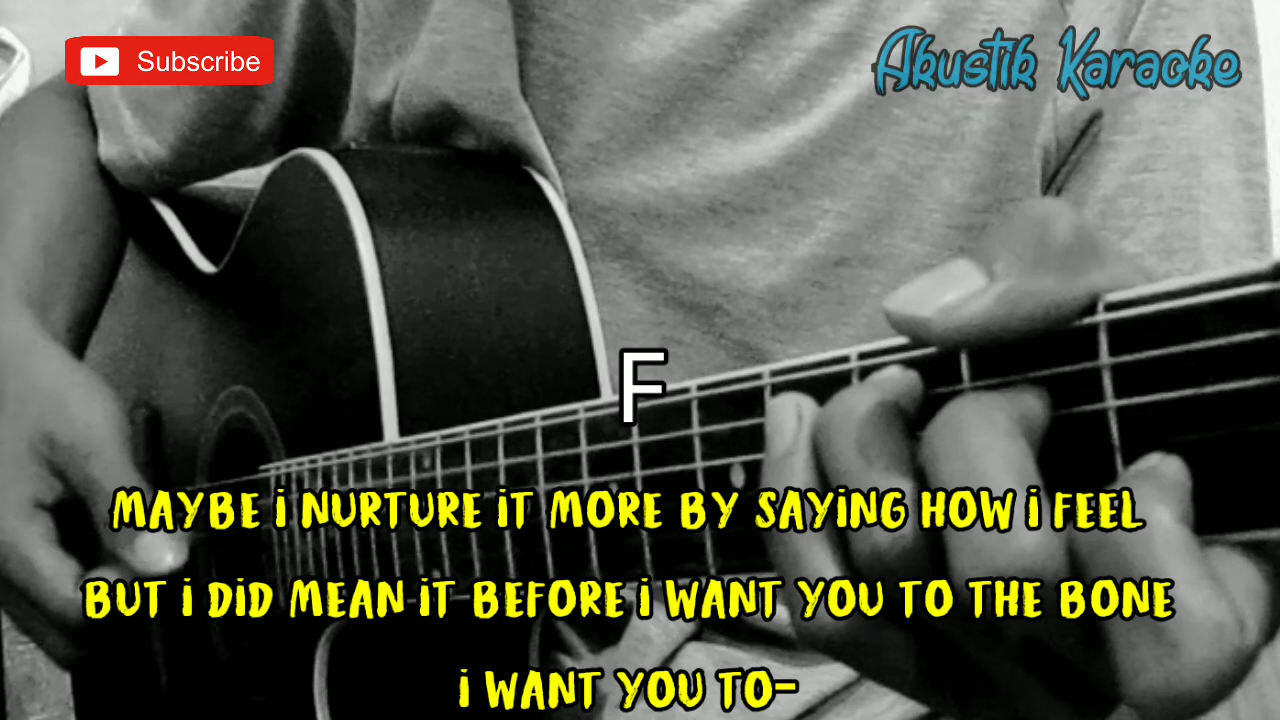 Subscribe
Akustik Karaoke
F
MAYBE i NURTURE iT MORE BY SAYiNG HOW i FEEL
BUT i DiD MEAN iT BEFORE i WANT YOU TO THE BONE
i WANT YOU TO-